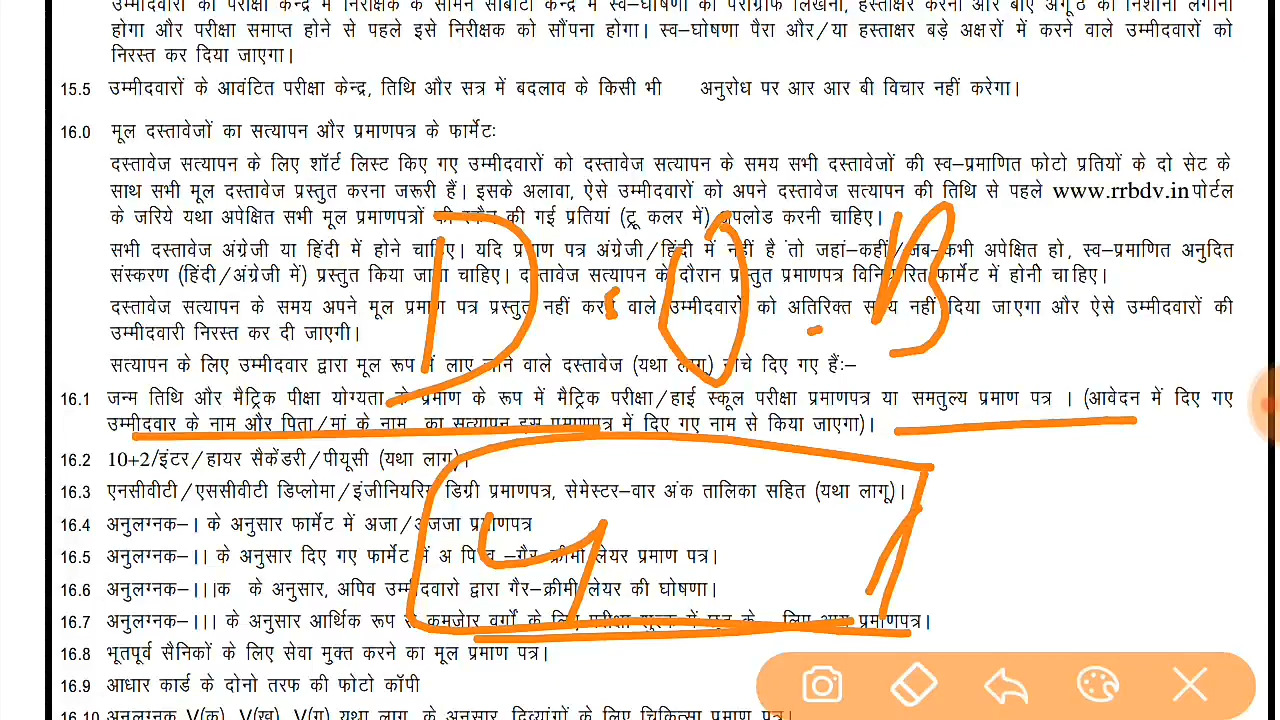 उम्मीदवारों को परीक्षा केन्द्र में निरीक्षक के सामने सीबीटी केन्द्र में स्व–घोषणा का पैराग्राफ लिखना, हस्ताक्षर करना और बाएं अंगूठे का निशान लगाना
होगा और परीक्षा समाप्त होने से पहले इसे निरीक्षक को सौंपना होगा। स्व–घोषणा पैरा और/या हस्ताक्षर बड़े अक्षरों में करने वाले उम्मीदवारों को
निरस्त कर दिया जाएगा।
15.5 उम्मीदवारों के आवंटित परीक्षा केन्द्र, तिथि और सत्र में बदलाव के किसी भी अनुरोध पर आर आर बी विचार नहीं करेगा।
16.0 मूल दस्तावेजों का सत्यापन और प्रमाणपत्र के फार्मेटः
दस्तावेज सत्यापन के लिए शॉर्ट लिस्ट किए गए उम्मीदवारों को दस्तावेज सत्यापन के समय सभी दस्तावेजों की स्व–प्रमाणित फोटो प्रतियों के दो सेट के
साथ सभी मूल दस्तावेज प्रस्तुत करना जरूरी हैं। इसके अलावा, ऐसे उम्मीदवारों को अपने दस्तावेज सत्यापन की तिथि से पहले www.rrbdv.in पोर्टल
के जरिये यथा अपेक्षित सभी मूल प्रमाणपत्रों की स्कैन की गई प्रतियां (ट्रू कलर में) अपलोड करनी चाहिए।
D.O.B
सभी दस्तावेज अंग्रेजी या हिंदी में होने चाहिए। यदि प्रमाण पत्र अंग्रेजी/हिंदी में नहीं है तो जहां–कहीं/जब–कभी अपेक्षित हो, स्व–प्रमाणित अनुदित
संस्करण (हिंदी/अंग्रेजी में) प्रस्तुत किया जाना चाहिए। दस्तावेज सत्यापन के दौरान प्रस्तुत प्रमाणपत्र विनिर्धारित फार्मेट में होनी चाहिए।
दस्तावेज सत्यापन के समय अपने मूल प्रमाण पत्र प्रस्तुत नहीं करने वाले उम्मीदवारों को अतिरिक्त समय नहीं दिया जाएगा और ऐसे उम्मीदवारों की
उम्मीदवारी निरस्त कर दी जाएगी।
सत्यापन के लिए उम्मीदवार द्वारा मूल रूप में लाए जाने वाले दस्तावेज (यथा लागू) नीचे दिए गए हैं:–
16.1 जन्म तिथि और मैट्रिक पीक्षा योग्यता के प्रमाण के रूप में मैट्रिक परीक्षा/हाई स्कूल परीक्षा प्रमाणपत्र या समतुल्य प्रमाण पत्र । (आवेदन में दिए गए
उम्मीदवार के नाम और पिता/मां के नाम का सत्यापन इस प्रमाणपत्र में दिए गए नाम से किया जाएगा)।
16.2 10+2/इंटर/हायर सैकेंडरी/पीयूसी (यथा लागू)।
16.3 एनसीवीटी/एससीवीटी डिप्लोमा/इंजीनियरिंग डिग्री प्रमाणपत्र, सेमेस्टर–वार अंक तालिका सहित (यथा लागू)।
16.4 अनुलग्नक–। के अनुसार फार्मेट में अजा/अजजा प्रमाणपत्र
16.5 अनुलग्नक–।। के अनुसार दिए गए फार्मेट में अ पि व –गैर–क्रीमी लेयर प्रमाण पत्र।
16.6 अनुलग्नक–।।।क के अनुसार, अपिव उम्मीदवारो द्वारा गैर–क्रीमी लेयर की घोषणा।
16.7 अनुलग्नक–।।। के अनुसार आर्थिक रूप से कमजोर वर्गों के लिए परीक्षा शुल्क में छूट के लिए आय प्रमाणपत्र।
16.8 भूतपूर्व सैनिकों के लिए सेवा मुक्त करने का मूल प्रमाण पत्र।
16.9 आधार कार्ड के दोनो तरफ की फोटो कॉपी
16.10 अनुलग्नक V(क), V(ख), V(ग) यथा लागू के अनुसार, दिव्यांगों के लिए चिकित्सा प्रमाण पत्र।